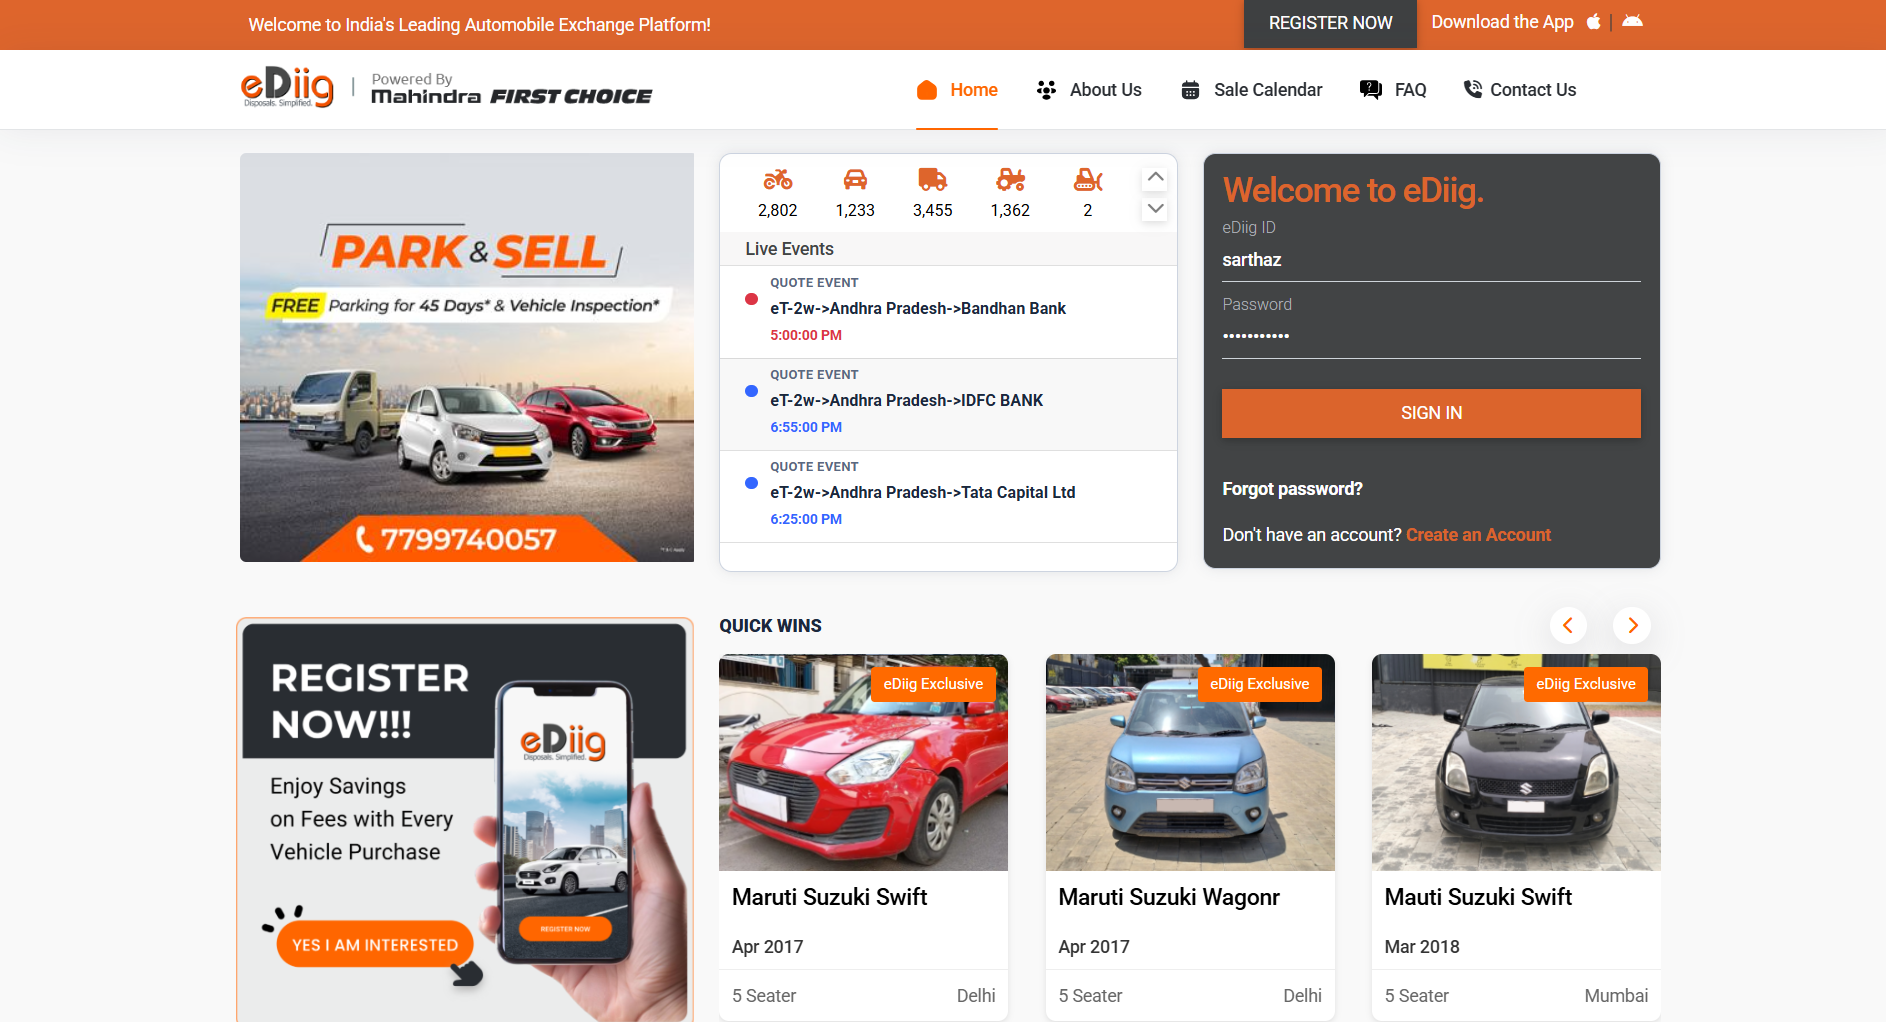 Welcome to India's Leading Automobile Exchange Platform!
REGISTER NOW
Download the App
eDiig
Disposals. Simplified.
Powered By
Mahindra FIRST CHOICE
Home
About Us
Sale Calendar
FAQ
Contact Us
PARK & SELL
FREE Parking for 45 Days* & Vehicle Inspection*
7799740057
2,802
1,233
3,455
1,362
2
Live Events
QUOTE EVENT
eT-2w->Andhra Pradesh->Bandhan Bank
5:00:00 PM
QUOTE EVENT
eT-2w->Andhra Pradesh->IDFC BANK
6:55:00 PM
QUOTE EVENT
eT-2w->Andhra Pradesh->Tata Capital Ltd
6:25:00 PM
Welcome to eDiig.
eDiig ID
sarthaz
Password
•••••••••••
SIGN IN
Forgot password?
Don't have an account? Create an Account
REGISTER
NOW!!!
Enjoy Savings
on Fees with Every
Vehicle Purchase
YES I AM INTERESTED
eDiig
Disposals. Simplified.
REGISTER NOW
QUICK WINS
eDiig Exclusive
Maruti Suzuki Swift
Apr 2017
5 Seater
Delhi
eDiig Exclusive
Maruti Suzuki Wagonr
Apr 2017
5 Seater
Delhi
eDiig Exclusive
Mauti Suzuki Swift
Mar 2018
5 Seater
Mumbai